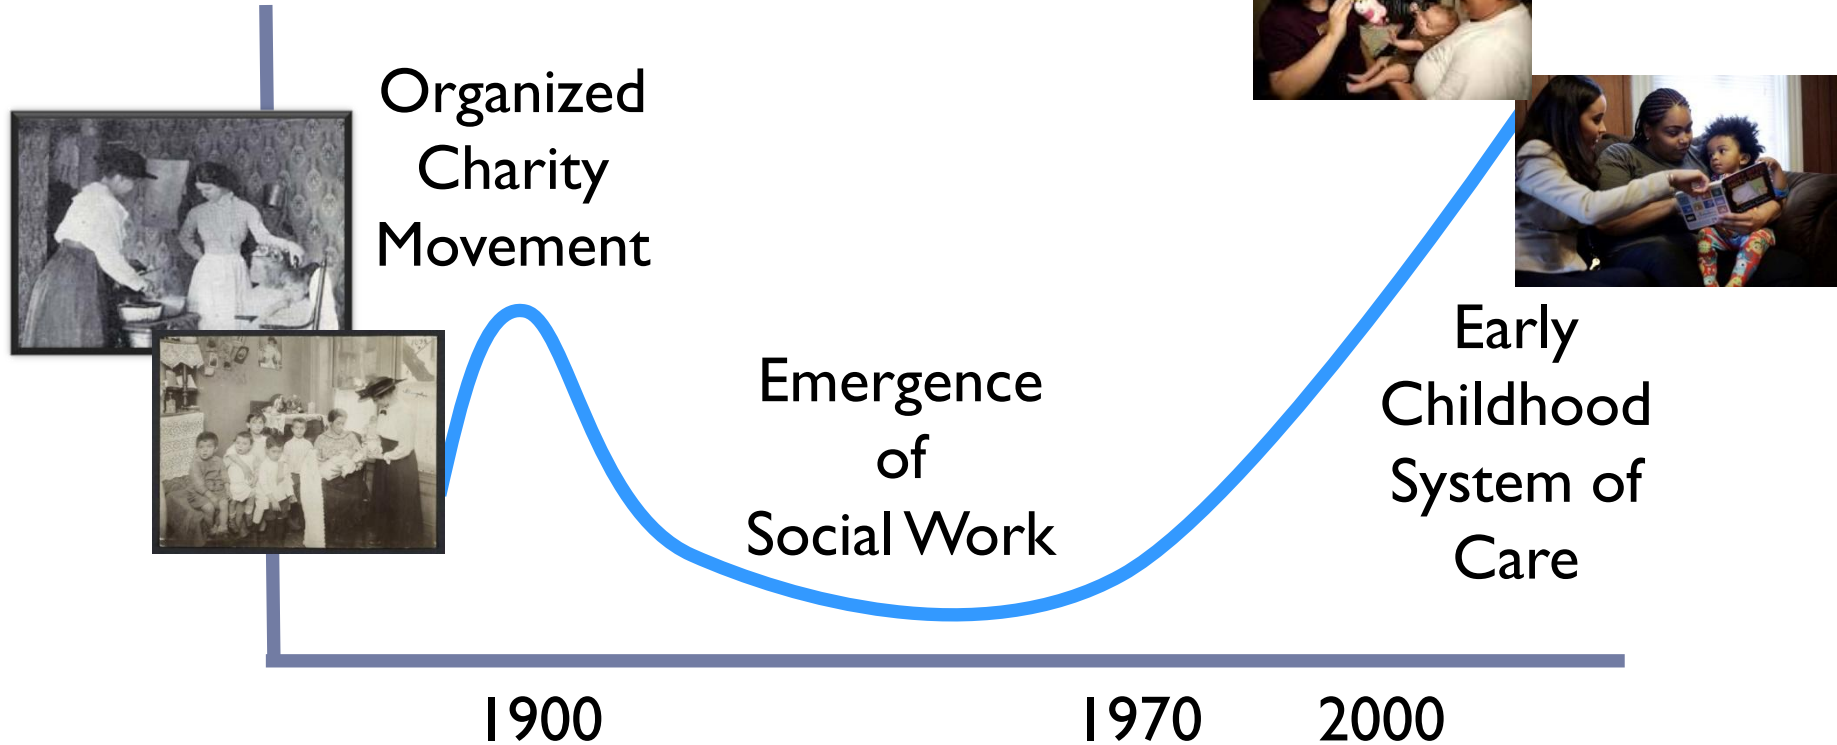 Organized
Charity
Movement
Emergence
of
Social Work
Early
Childhood
System of
Care
1900
1970
2000